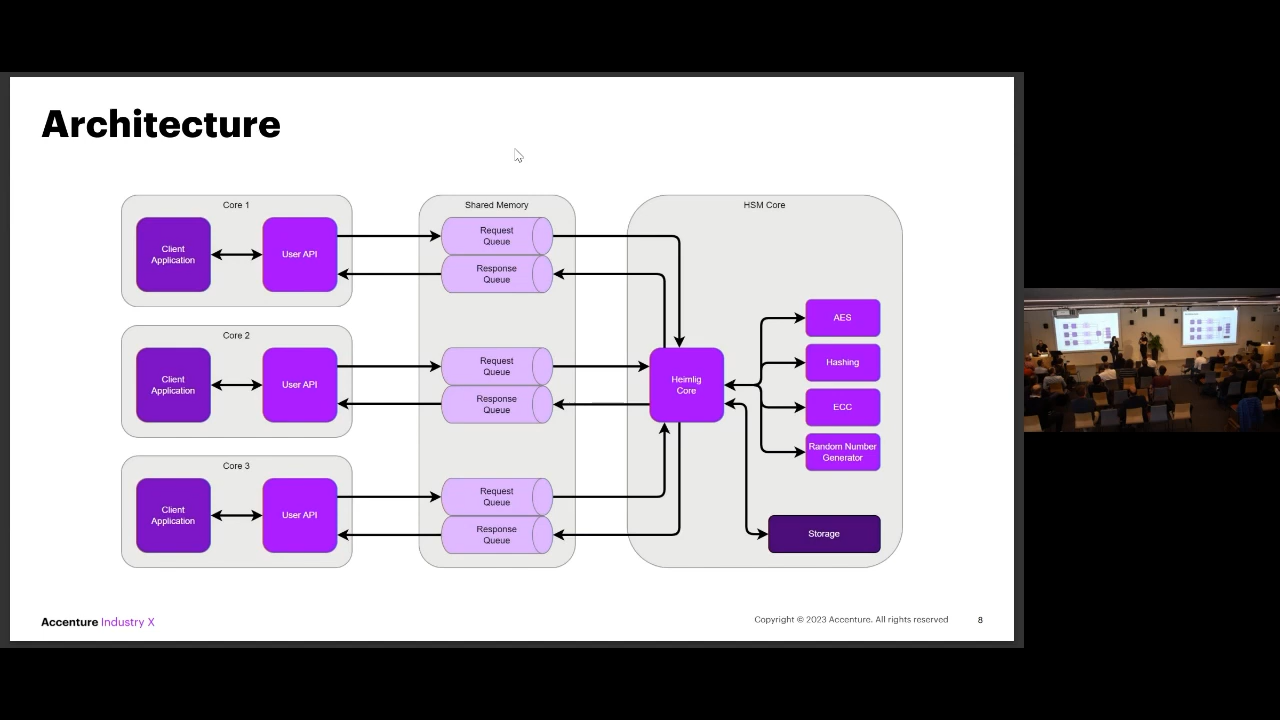 Architecture
Core 1
Client
Application
User API
Core 2
Client
Application
User API
Core 3
Client
Application
User API
Shared Memory
Request
Queue
Response
Queue
Request
Queue
Response
Queue
Request
Queue
Response
Queue
HSM Core
Heimlig
Core
AES
Hashing
ECC
Random Number
Generator
Storage
Accenture Industry X
Copyright © 2023 Accenture. All rights reserved
8